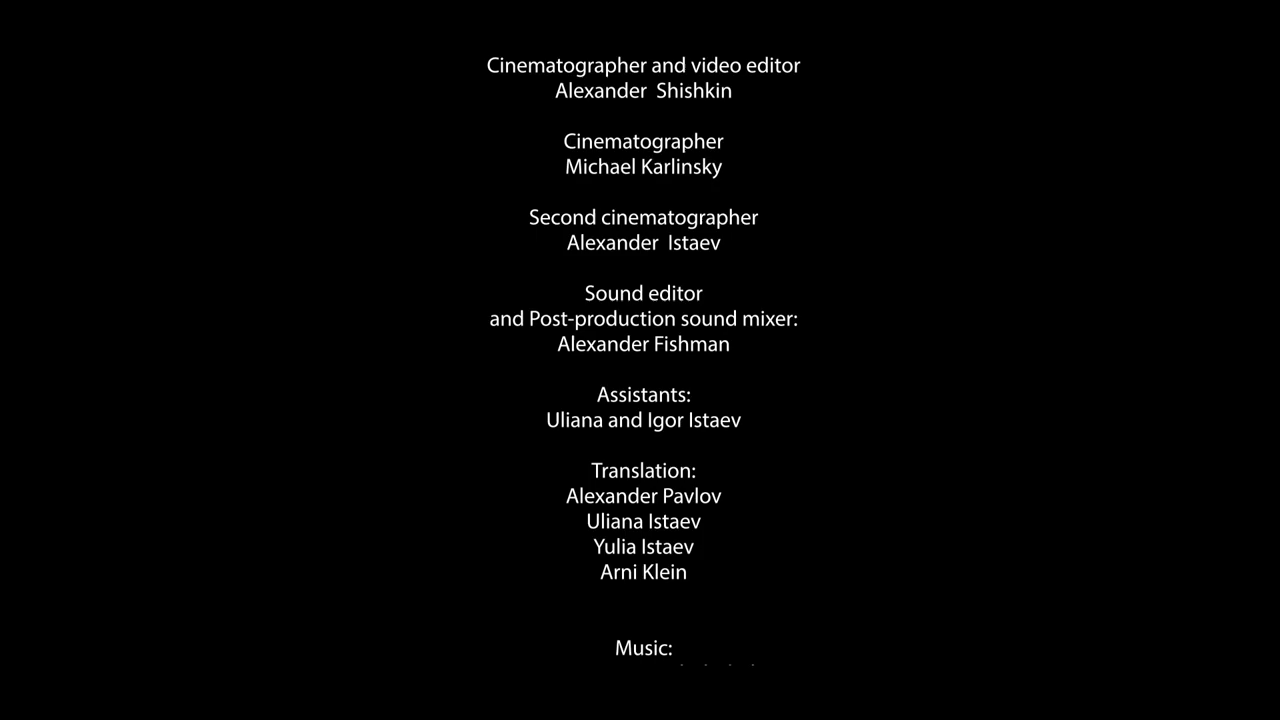 Cinematographer and video editor
Alexander  Shishkin
Cinematographer
Michael Karlinsky
Second cinematographer
Alexander  Istaev
Sound editor
and Post-production sound mixer:
Alexander Fishman
Assistants:
Uliana and Igor Istaev
Translation:
Alexander Pavlov
Uliana Istaev
Yulia Istaev
Arni Klein
Music: